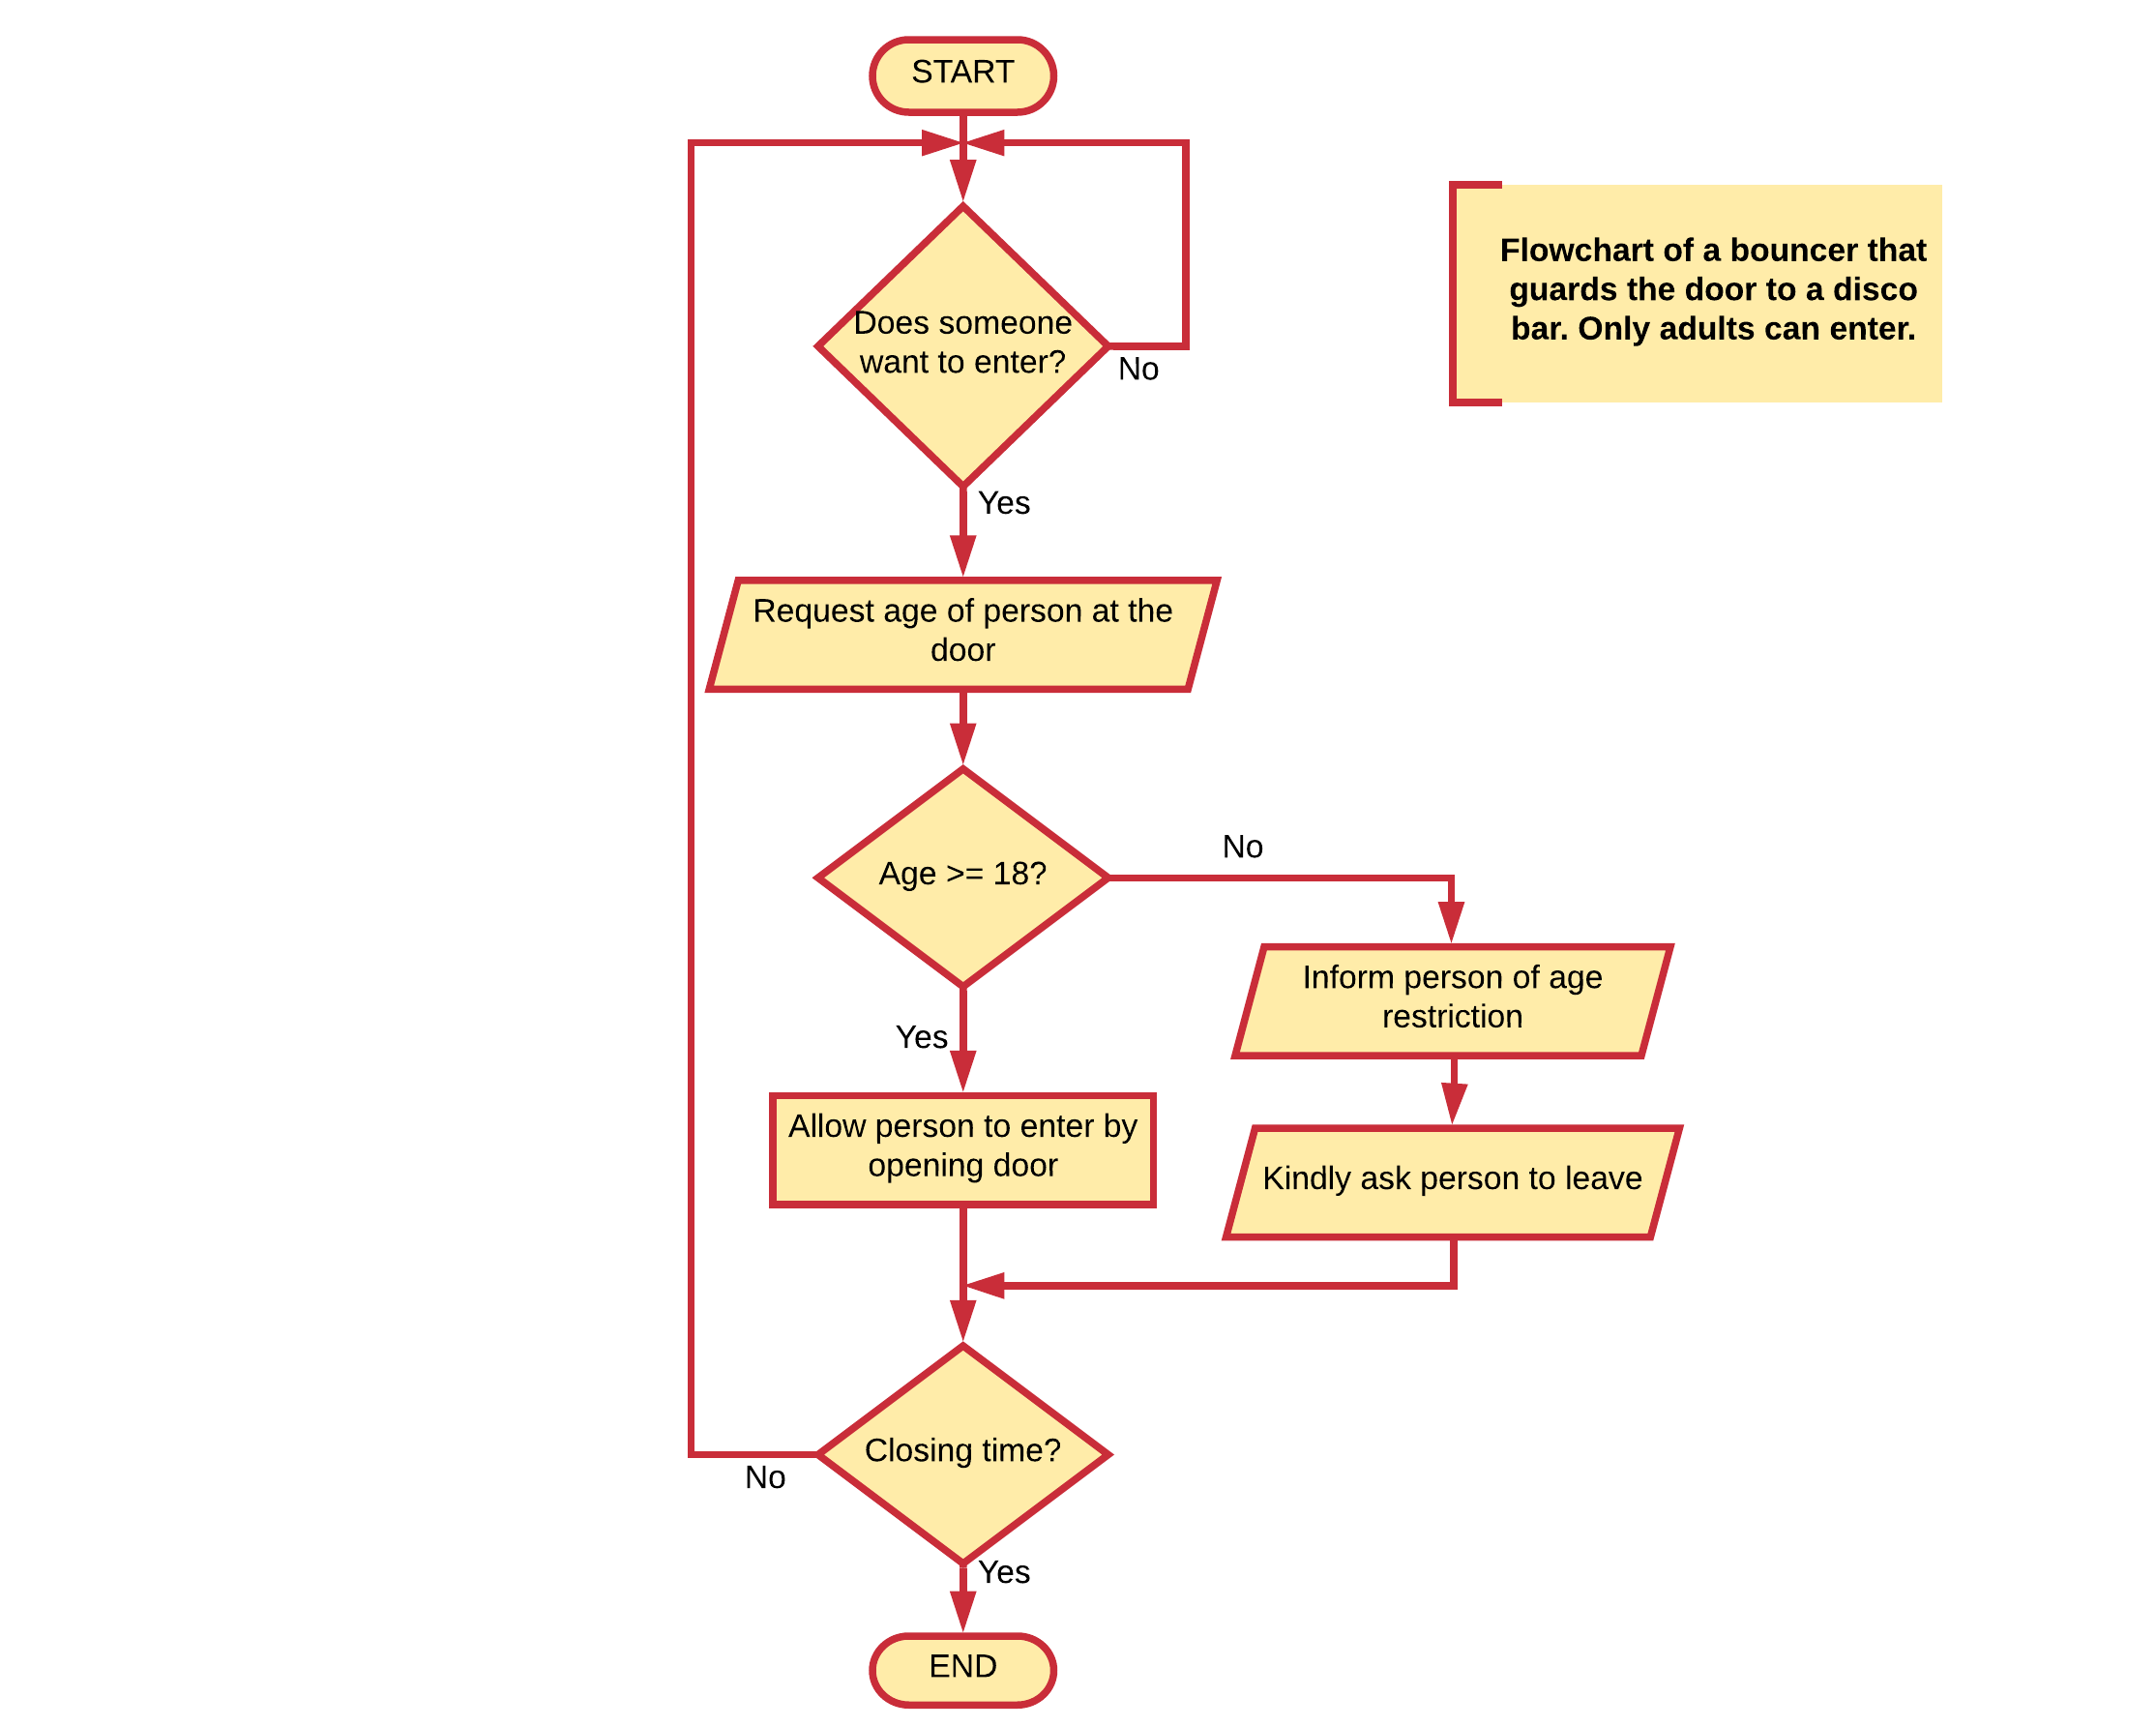 START
Flowchart of a bouncer that
guards the door to a disco
bar. Only adults can enter.
Does someone
want to enter?
No
Yes
Request age of person at the
door
No
Age >= 18?
Inform person of age
restriction
Yes
Allow person to enter by
opening door
Kindly ask person to leave
Closing time?
No
Yes
END